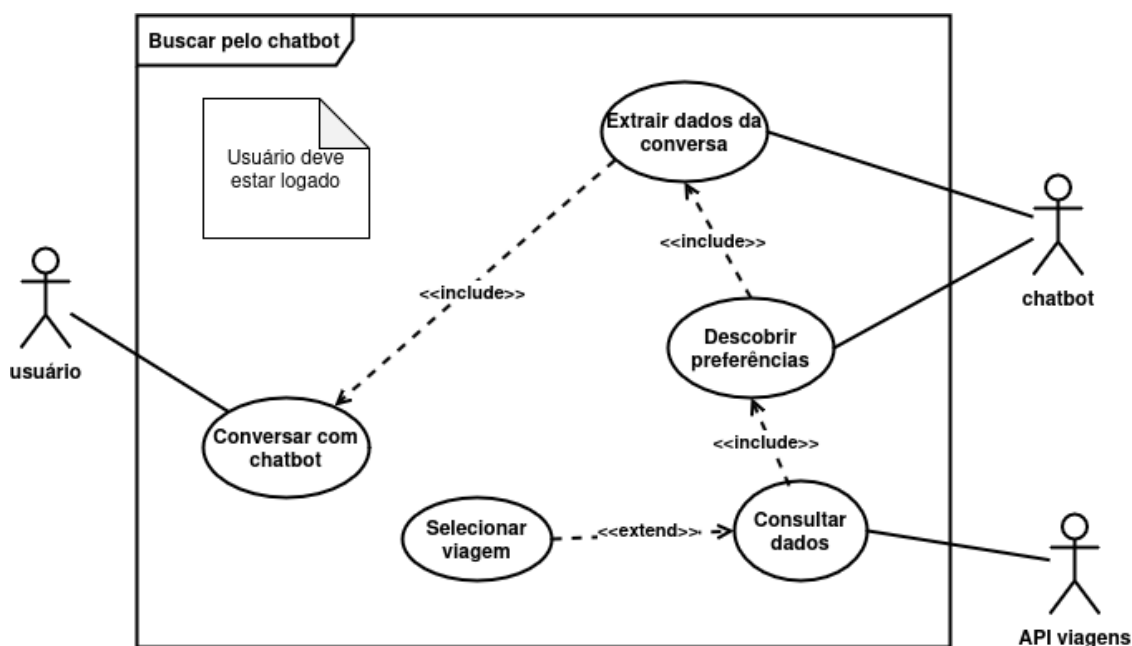 Buscar pelo chatbot
Usuário deve
estar logado
Extrair dados da
conversa
<<include>>
chatbot
<<include>>
usuário
Descobrir
preferências
Conversar com
chatbot
<<include>>
Selecionar
viagem
<<extend>>
Consultar
dados
API viagens